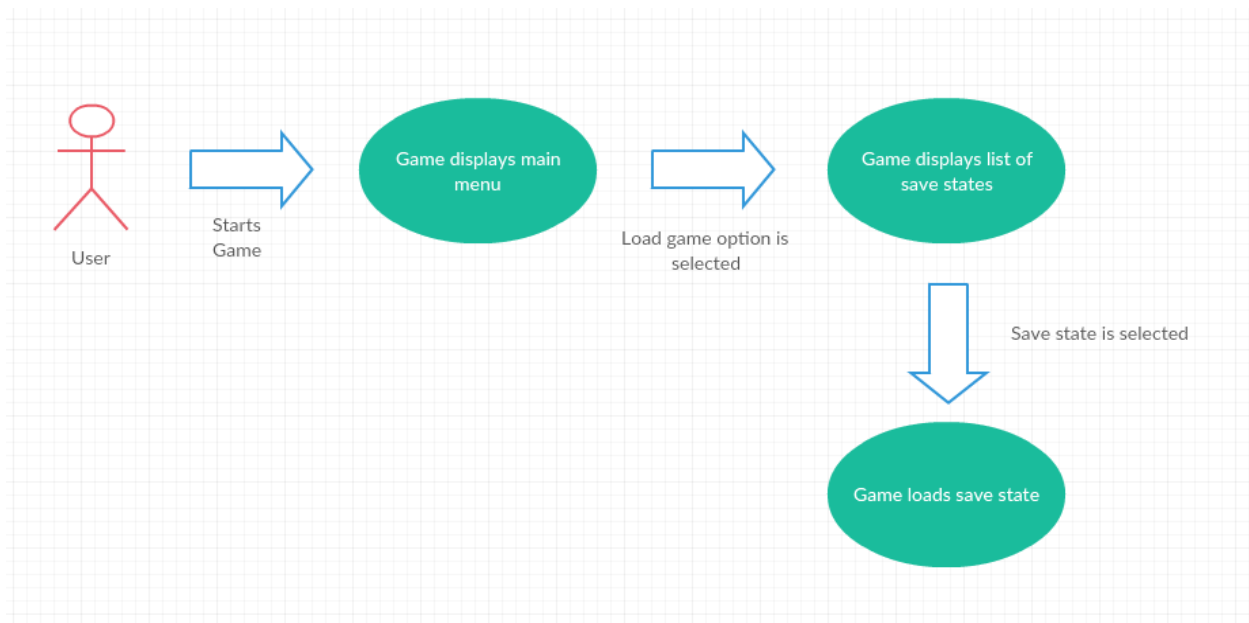 User
Starts
Game
Game displays main
menu
Load game option is
selected
Game displays list of
save states
Save state is selected
Game loads save state